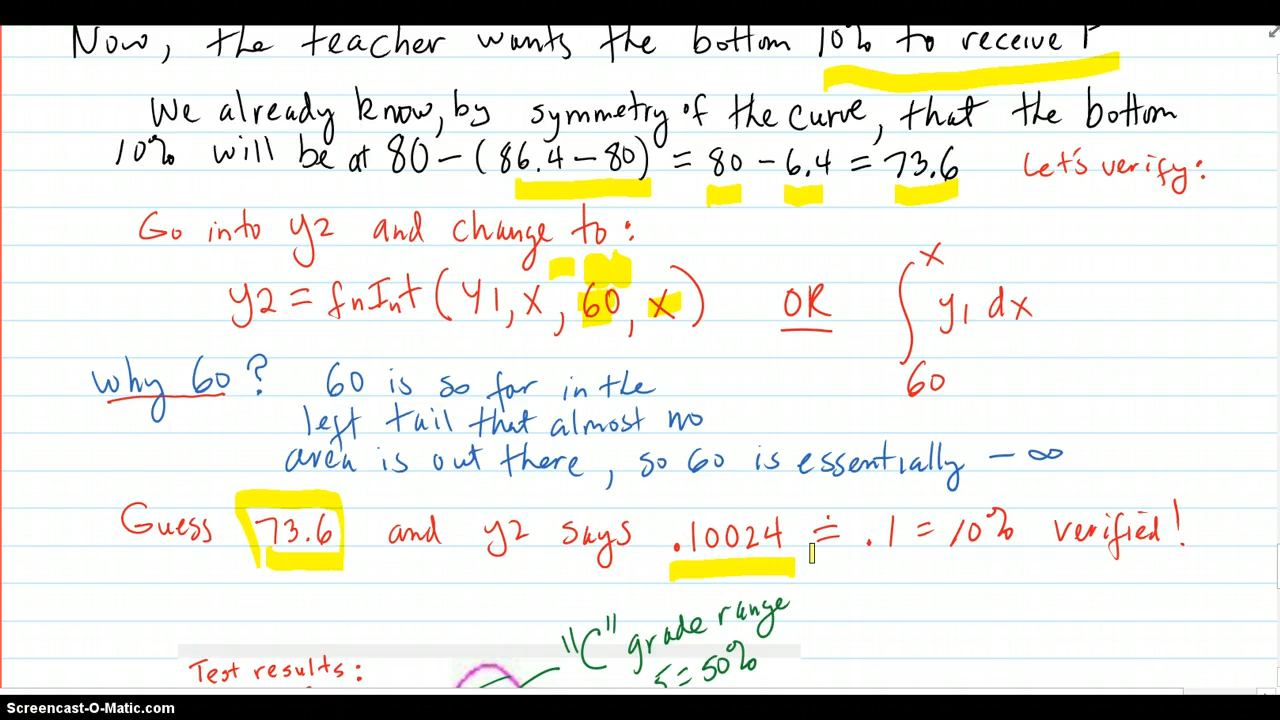 Now, the teacher wants the bottom 10% to receive F
We already know, by symmetry of the curve, that the bottom
10% will be at 80 - (86.4 - 80) = 80 - 6.4 = 73.6 Let's verify:
Go into y2 and change to:
y2 = fnInt(Y1, X, 60, X) OR ∫₆₀ˣ y₁ dx
Why 60? 60 is so far in the
left tail that almost no
area is out there, so 60 is essentially -∞
Guess 73.6 and y2 says .10024 ≐ .1 = 10% verified!
"C" grade range
Test results: is 50%
Screencast-O-Matic.com